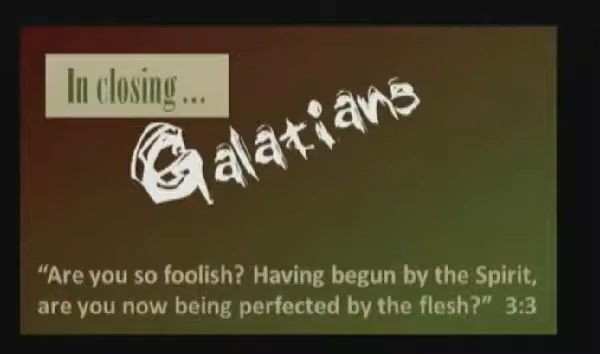 In closing ...
Galatians
“Are you so foolish? Having begun by the Spirit,
are you now being perfected by the flesh?” 3:3